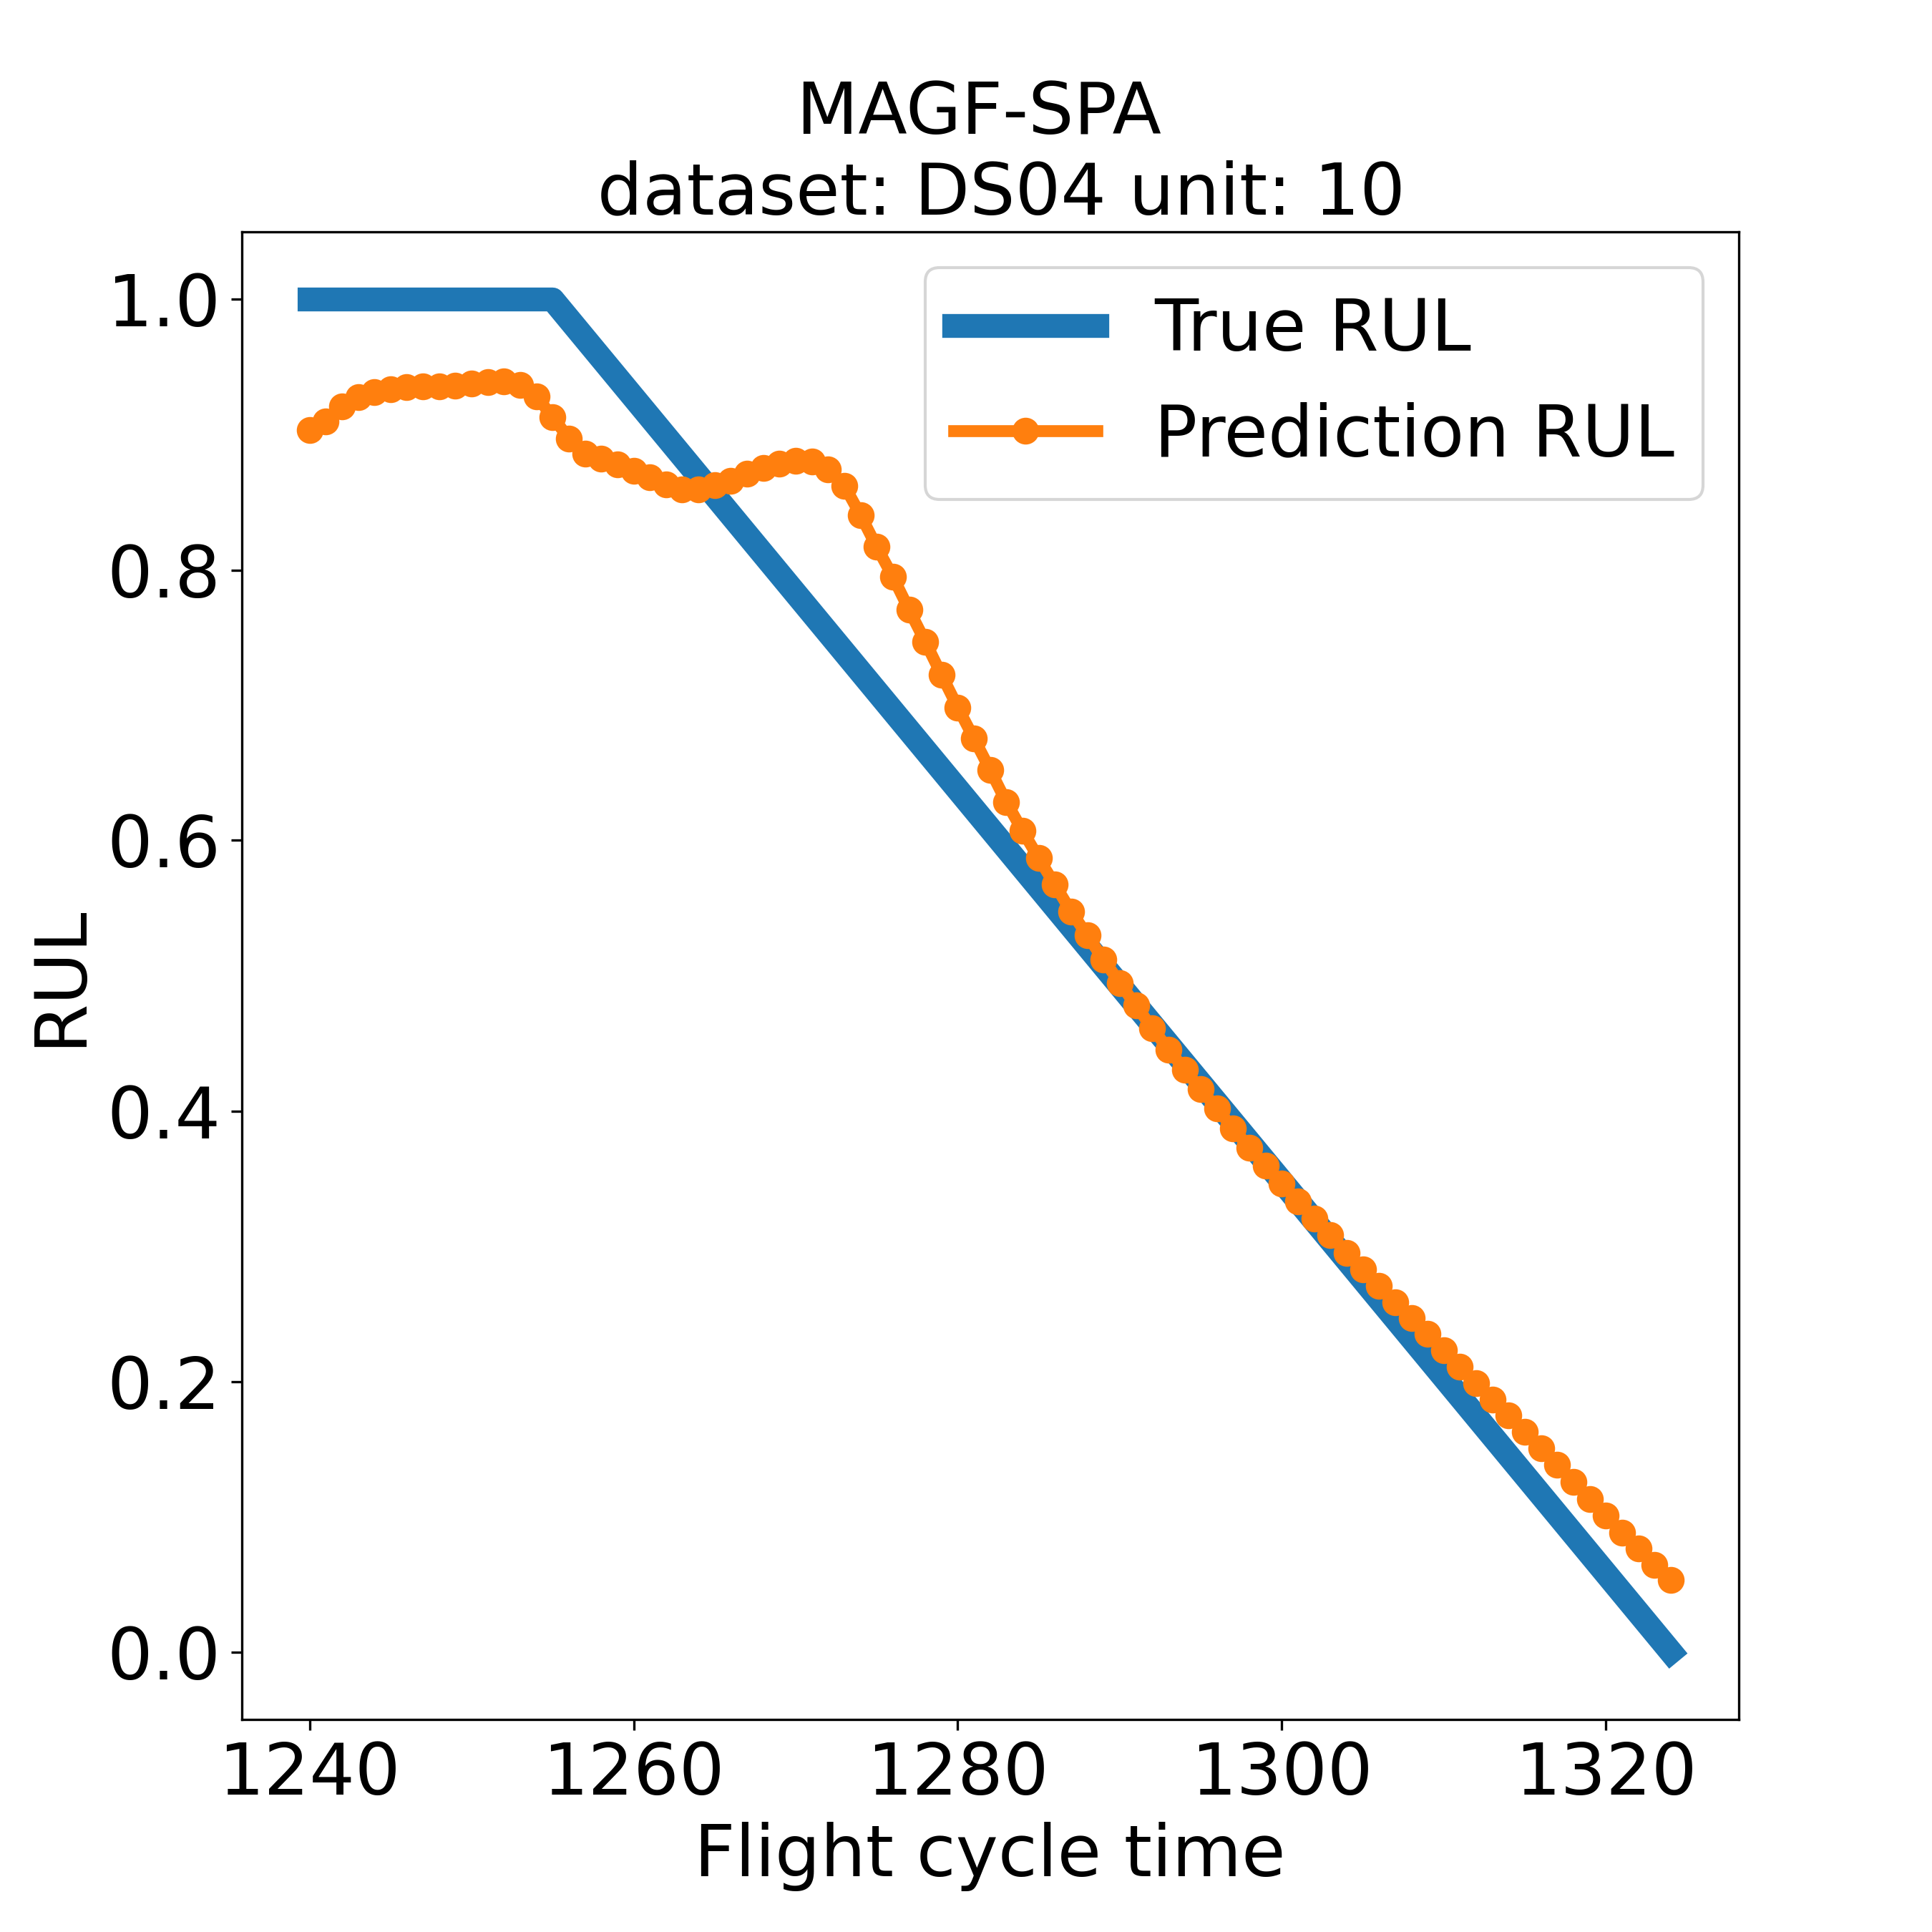 MAGF-SPA
dataset: DS04 unit: 10
True RUL
Prediction RUL
1.0
0.8
0.6
0.4
0.2
0.0
RUL
1240 1260 1280 1300 1320
Flight cycle time